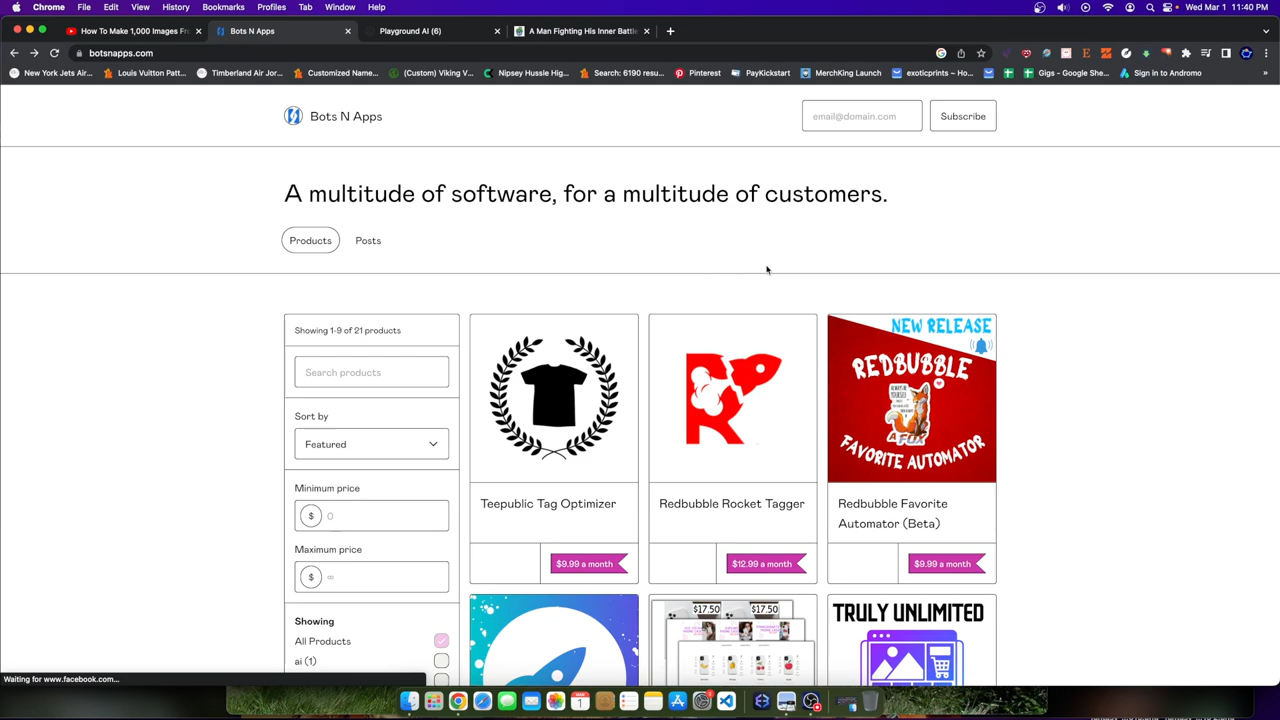 Chrome File Edit View History Bookmarks Profiles Tab Window Help
Wed Mar 1 11:40 PM
How To Make 1,000 Images Fr
Bots N Apps
Playground AI (6)
A Man Fighting His Inner Battle
botsnapps.com
New York Jets Air...
Louis Vuitton Patt...
Timberland Air Jor...
Customized Name...
(Custom) Viking V...
Nipsey Hussle Hig...
Search: 6190 resu...
Pinterest
PayKickstart
MerchKing Launch
exoticprints – Ho...
Gigs - Google She...
Sign in to Andromo
Bots N Apps
email@domain.com
Subscribe
A multitude of software, for a multitude of customers.
Products
Posts
Showing 1-9 of 21 products
Search products
Sort by
Featured
Minimum price
$ 0
Maximum price
$ ∞
Showing
All Products
ai (1)
Teepublic Tag Optimizer
$9.99 a month
Redbubble Rocket Tagger
$12.99 a month
NEW RELEASE
REDBUBBLE
A FOX
FAVORITE AUTOMATOR
Redbubble Favorite
Automator (Beta)
$9.99 a month
$17.50
$17.50
TRULY UNLIMITED
Waiting for www.facebook.com...